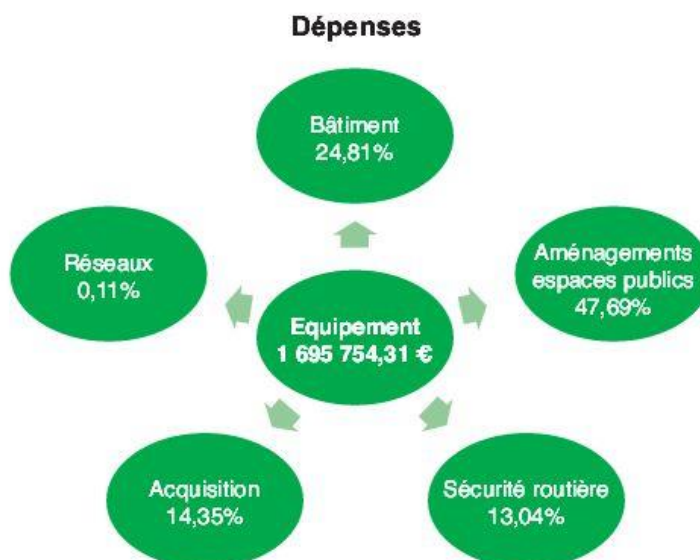 Dépenses
Bâtiment
24,81%
Réseaux
0,11%
Aménagements
espaces publics
47,69%
Equipement
1 695 754,31 €
Acquisition
14,35%
Sécurité routière
13,04%